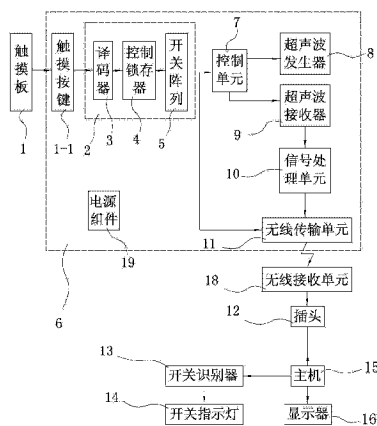 触摸板
1
触摸按键
1-1
译码器
3
控制锁存器
4
开关阵列
5
2
7
控制单元
超声波发生器
8
超声波接收器
9
信号处理单元
10
无线传输单元
11
电源组件
19
6
无线接收单元
18
插头
12
主机
15
13
开关识别器
14
开关指示灯
显示器
16